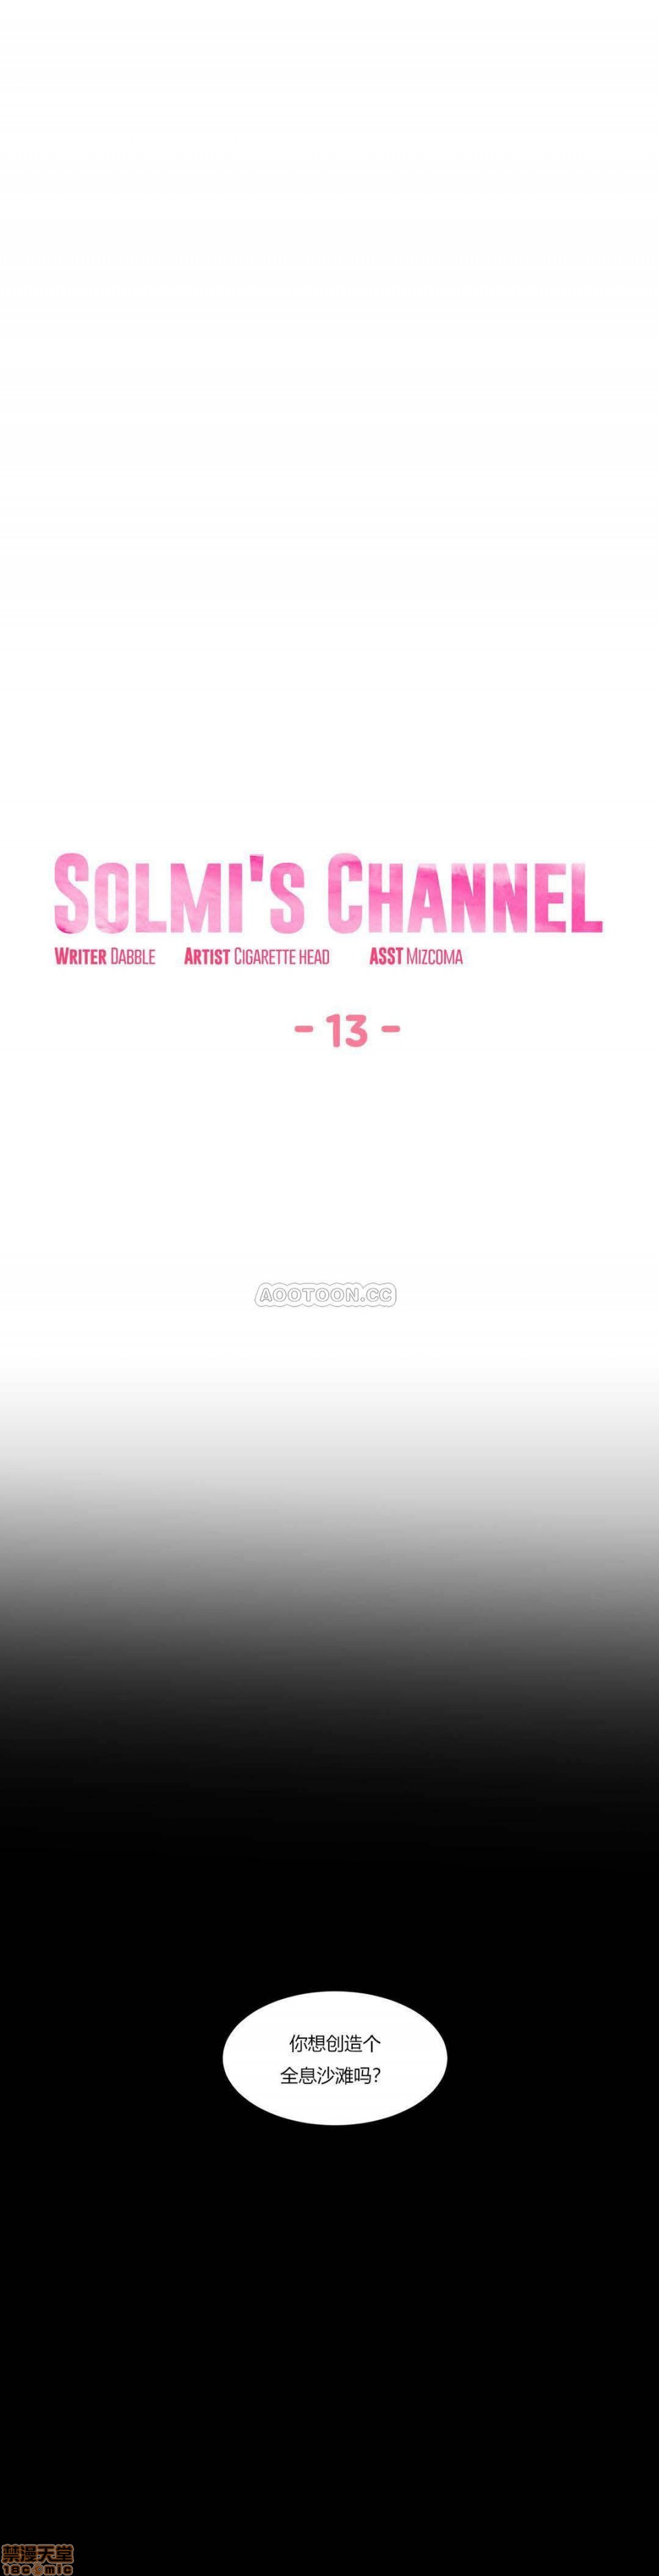 SOLMI'S CHANNEL
WRITER DABBLE ARTIST CIGARETTE HEAD ASST MIZCOMA
- 13 -
AOOTOON.CC
你想创造个
全息沙滩吗?
禁漫天堂
18COMIC